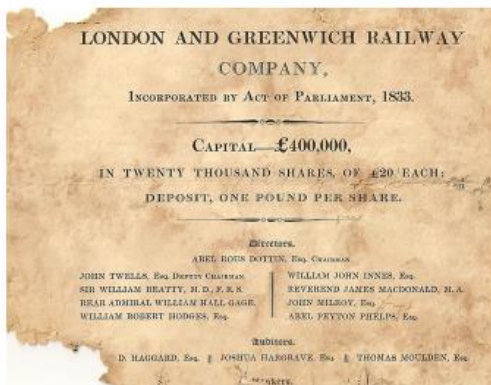 LONDON AND GREENWICH RAILWAY
COMPANY,
INCORPORATED BY ACT OF PARLIAMENT, 1833.
CAPITAL—£400,000,
IN TWENTY THOUSAND SHARES, OF £20 EACH:
DEPOSIT, ONE POUND PER SHARE.
Directors.
ABEL ROUS DOTTIN, Esq. CHAIRMAN.
JOHN TWELLS, Esq. DEPUTY CHAIRMAN.
SIR WILLIAM BEATTY, M.D., F.R.S.
REAR ADMIRAL WILLIAM HALL GAGE.
WILLIAM ROBERT HODGES, Esq.
WILLIAM JOHN INNES, Esq.
REVEREND JAMES MACDONALD, M.A.
JOHN MILROY, Esq.
ABEL PEYTON PHELPS, Esq.
Auditors.
D. HAGGARD, Esq. JOSHUA HARGRAVE, Esq. THOMAS MOULDEN, Esq.